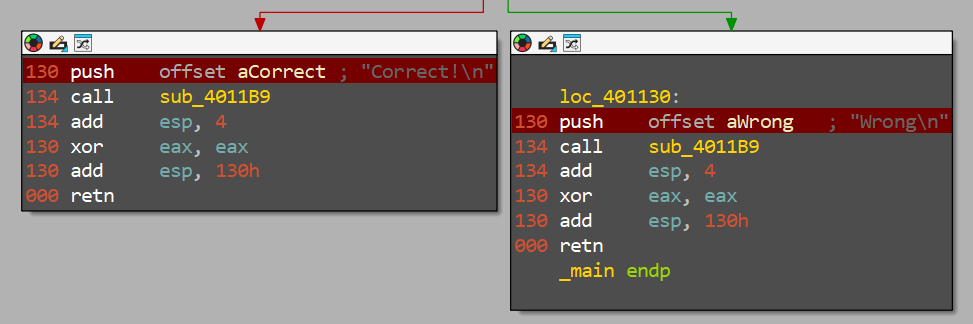 130 push offset aCorrect ; "Correct!\n"
134 call sub_4011B9
134 add esp, 4
130 xor eax, eax
130 add esp, 130h
000 retn
loc_401130:
130 push offset aWrong ; "Wrong\n"
134 call sub_4011B9
134 add esp, 4
130 xor eax, eax
130 add esp, 130h
000 retn
_main endp